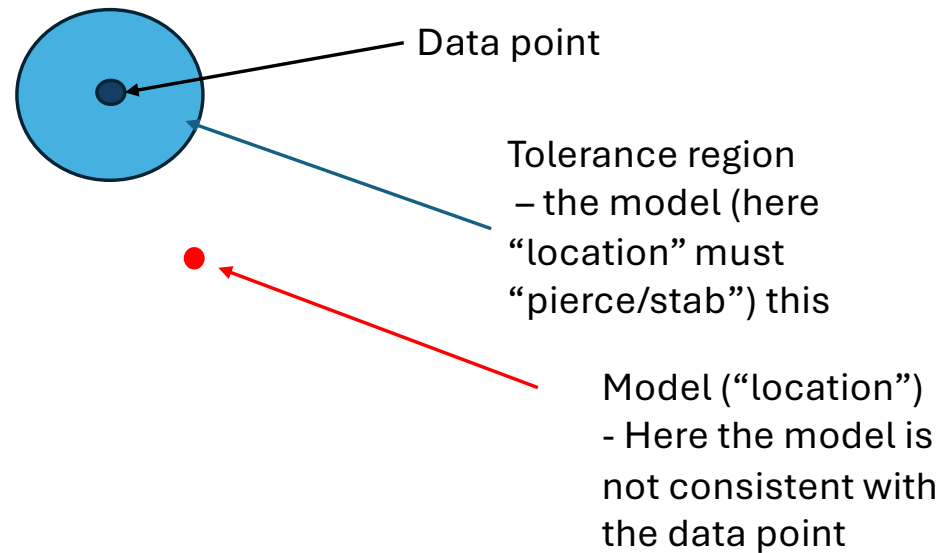 Data point
Tolerance region
– the model (here
“location” must
“pierce/stab”) this
Model (“location”)
- Here the model is
not consistent with
the data point